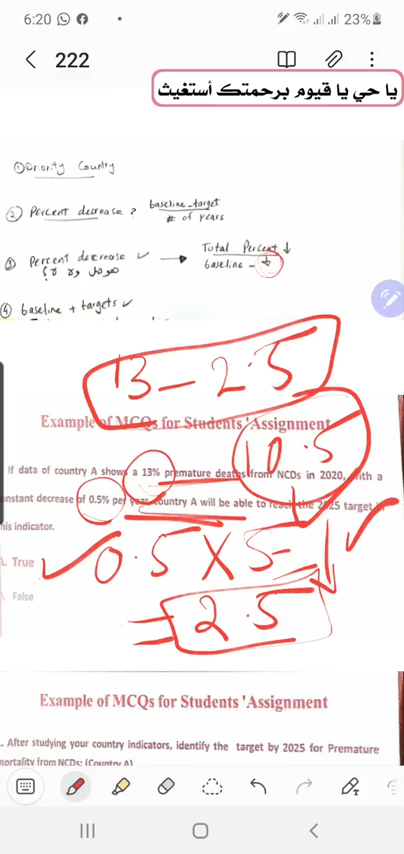 6:20
23%
222
يا حي يا قيوم برحمتك أستغيث
① Priority Country
② Percent decrease ? baseline - target
# of years
③ Percent decrease ✓ → Total Percent ↓
baseline - ↓
④ baseline + targets ✓
13 - 2.5
10.5
Example of MCQs for Students' Assignment
If data of country A shows a 13% premature deaths from NCDs in 2020, with a
constant decrease of 0.5% per year, country A will be able to reach the 2025 target
his indicator.
. True
. False
0.5 X 5 =
= 2.5
Example of MCQs for Students 'Assignment
. After studying your country indicators, identify the target by 2025 for Premature
mortality from NCDs: (Country A)